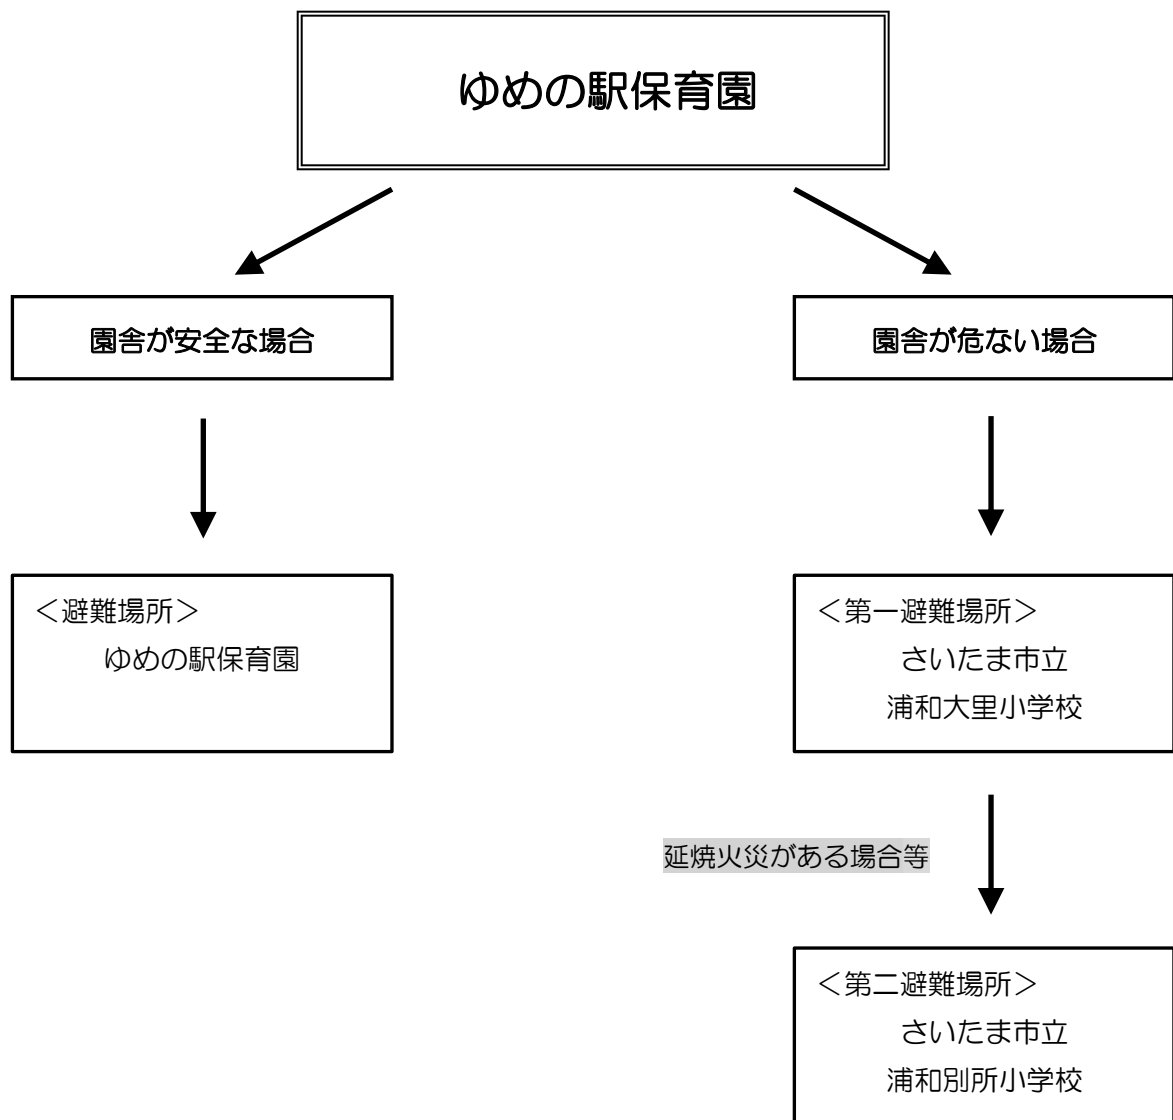 ゆめの駅保育園
園舎が安全な場合
園舎が危ない場合
＜避難場所＞
ゆめの駅保育園
＜第一避難場所＞
さいたま市立
浦和大里小学校
延焼火災がある場合等
＜第二避難場所＞
さいたま市立
浦和別所小学校